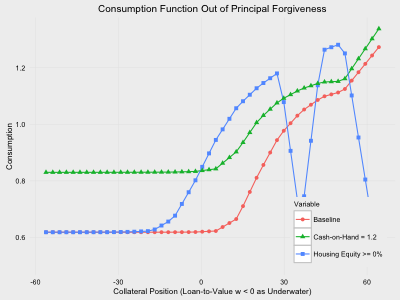 Consumption Function Out of Principal Forgiveness
Consumption
1.2
1.0
0.8
0.6
Variable
Baseline
Cash-on-Hand = 1.2
Housing Equity >= 0%
-60
-30
0
30
60
Collateral Position (Loan-to-Value w < 0 as Underwater)